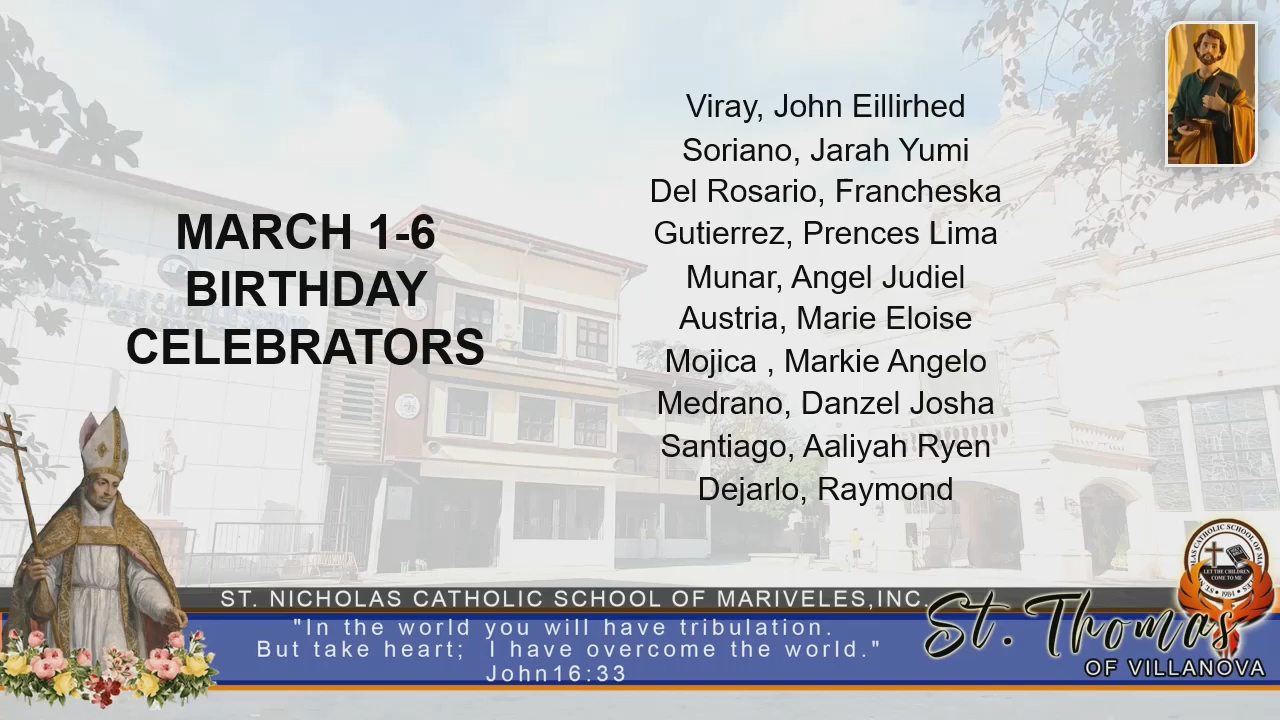 MARCH 1-6
BIRTHDAY
CELEBRATORS
Viray, John Eillirhed
Soriano, Jarah Yumi
Del Rosario, Francheska
Gutierrez, Prences Lima
Munar, Angel Judiel
Austria, Marie Eloise
Mojica , Markie Angelo
Medrano, Danzel Josha
Santiago, Aaliyah Ryen
Dejarlo, Raymond
ST. NICHOLAS CATHOLIC SCHOOL OF MARIVELES,INC.
"In the world you will have tribulation.
But take heart; I have overcome the world."
John16:33
St. Thomas
OF VILLANOVA
LET THE CHILDREN
COME TO ME
1984